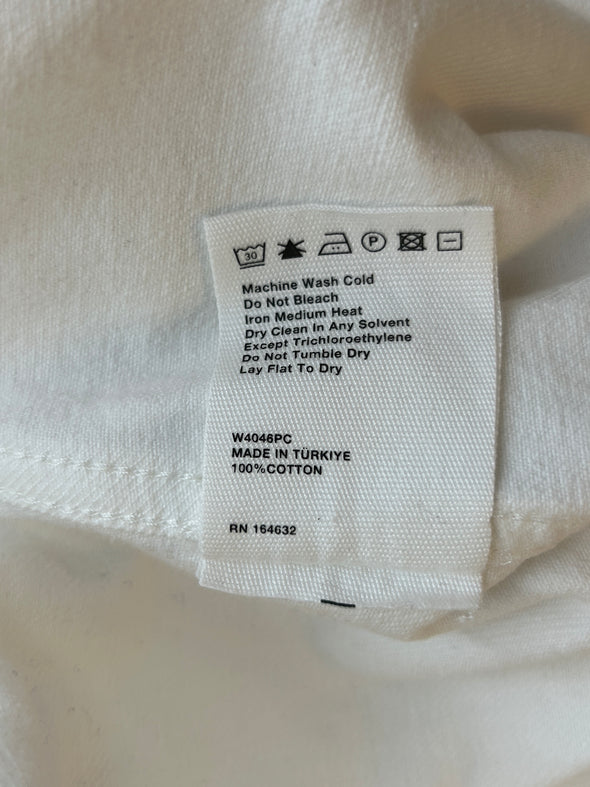 30 P
Machine Wash Cold
Do Not Bleach
Iron Medium Heat
Dry Clean In Any Solvent
Except Trichloroethylene
Do Not Tumble Dry
Lay Flat To Dry
W4046PC
MADE IN TÜRKIYE
100%COTTON
RN 164632